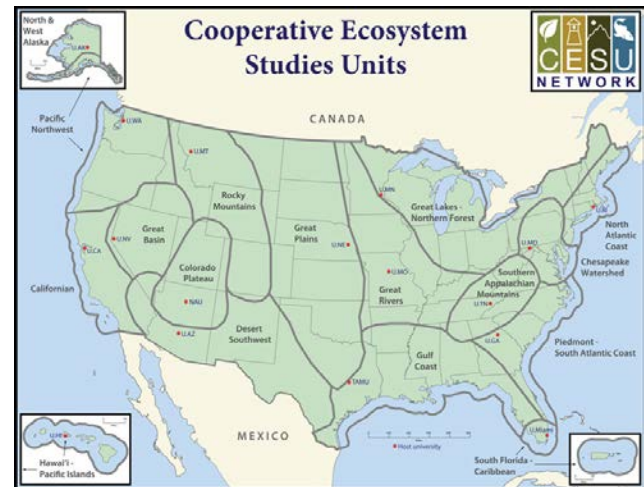 Cooperative Ecosystem
Studies Units
CESU
NETWORK
North &
West Alaska
U.AK
Pacific
Northwest
CANADA
U.WA
U.MT
U.MN
Rocky
Mountains
Great Lakes -
Northern Forest
North
Atlantic
Coast
Great
Basin
U.NV
Great
Plains
U.NE
U.MD
Chesapeake
Watershed
U.CA
Colorado
Plateau
U.MO
Southern
Appalachian
Mountains
Californian
NAU
Great
Rivers
U.TN
U.AZ
Desert
Southwest
U.GA
Piedmont -
South Atlantic Coast
Gulf
Coast
TAMU
MEXICO
U.Miami
Host university
Hawai'i -
Pacific Islands
South Florida -
Caribbean